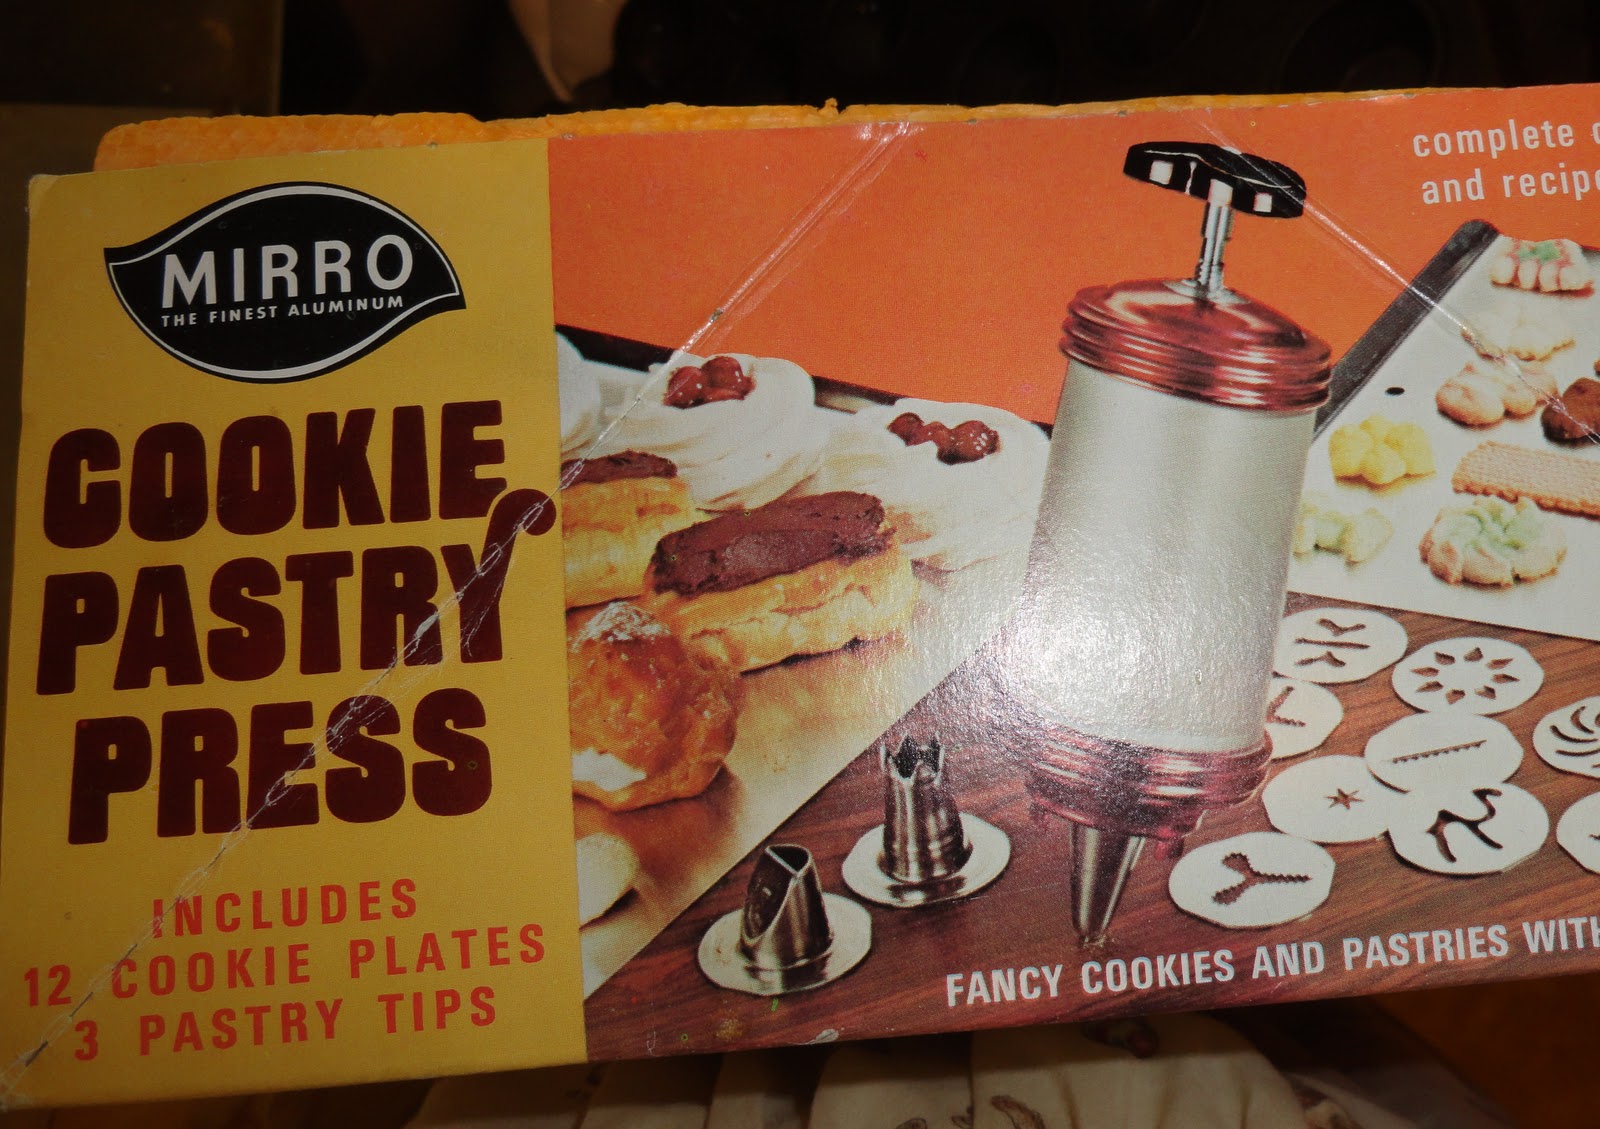 MIRRO
THE FINEST ALUMINUM
COOKIE
PASTRY
PRESS
INCLUDES
12 COOKIE PLATES
3 PASTRY TIPS
complete
and
FANCY COOKIES AND PASTRIES WITH